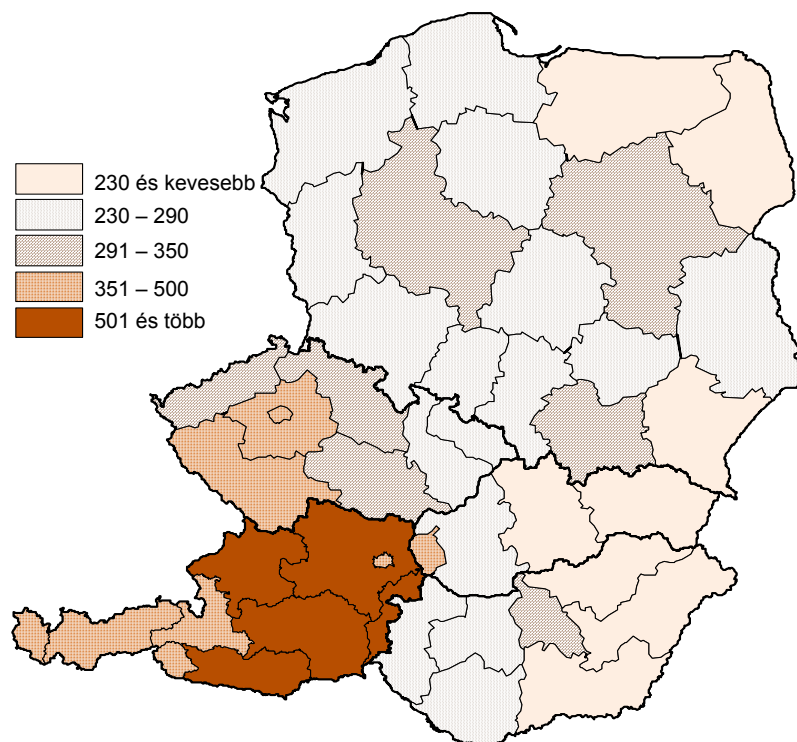 230 és kevesebb
230 – 290
291 – 350
351 – 500
501 és több